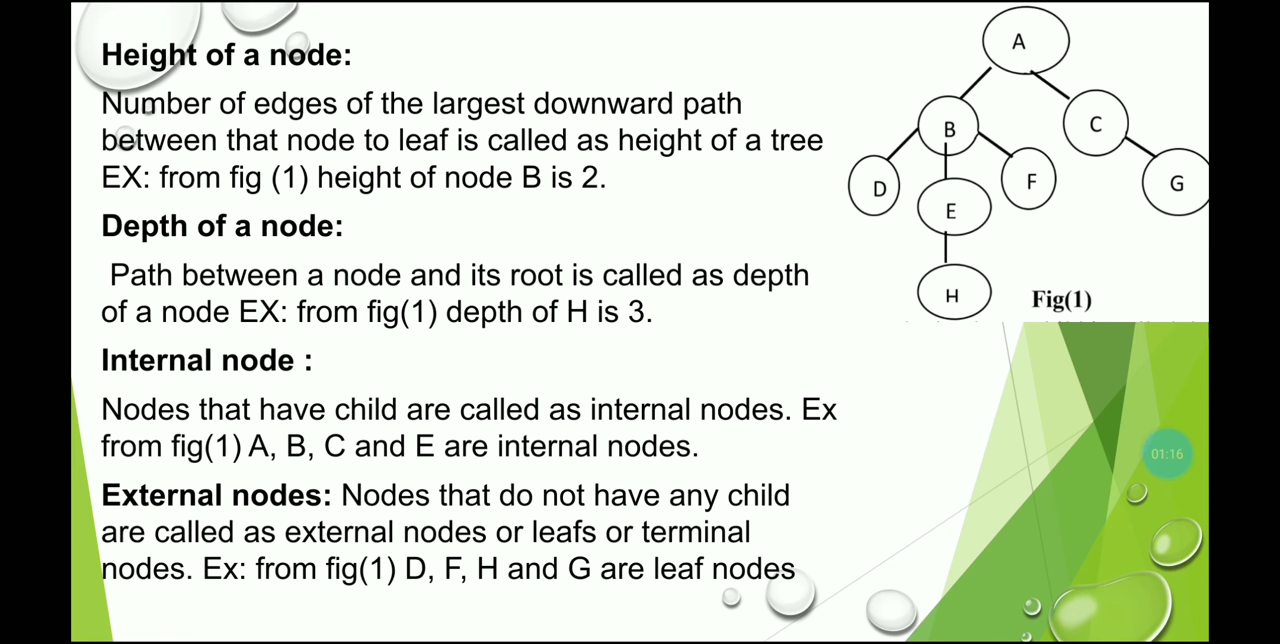 Height of a node:
Number of edges of the largest downward path
between that node to leaf is called as height of a tree
EX: from fig (1) height of node B is 2.
Depth of a node:
Path between a node and its root is called as depth
of a node EX: from fig(1) depth of H is 3.
Internal node :
Nodes that have child are called as internal nodes. Ex
from fig(1) A, B, C and E are internal nodes.
External nodes: Nodes that do not have any child
are called as external nodes or leafs or terminal
nodes. Ex: from fig(1) D, F, H and G are leaf nodes
A
B
C
D
E
F
G
H
Fig(1)
01:16